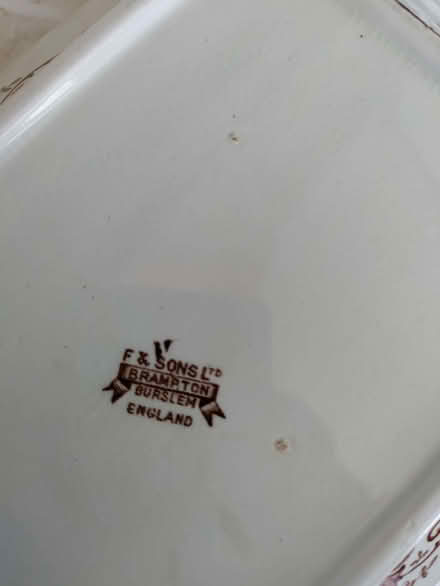 F & SONS LTD
BRAMPTON
BURSLEM
ENGLAND